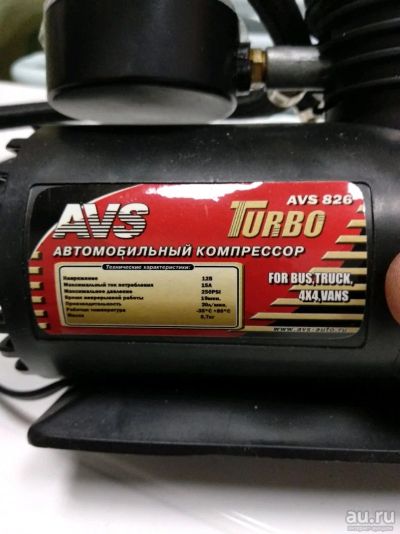 AVS
TURBO
AVS 826
АВТОМОБИЛЬНЫЙ КОМПРЕССОР
Технические характеристики:
Напряжение 12В
Максимальный ток потребления 15А
Максимальное давление 250PSI
Время непрерывной работы 15мин.
Производительность 30л/мин.
Рабочая температура -35°C +80°C
Масса 0,7кг
FOR BUS, TRUCK,
4X4, VANS
www.avs-auto.ru
au.ru